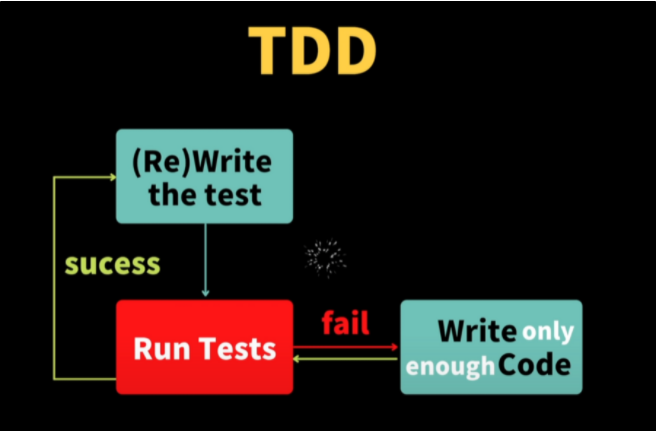 TDD
(Re)Write
the test
sucess
Run Tests
fail
Write only
enough Code